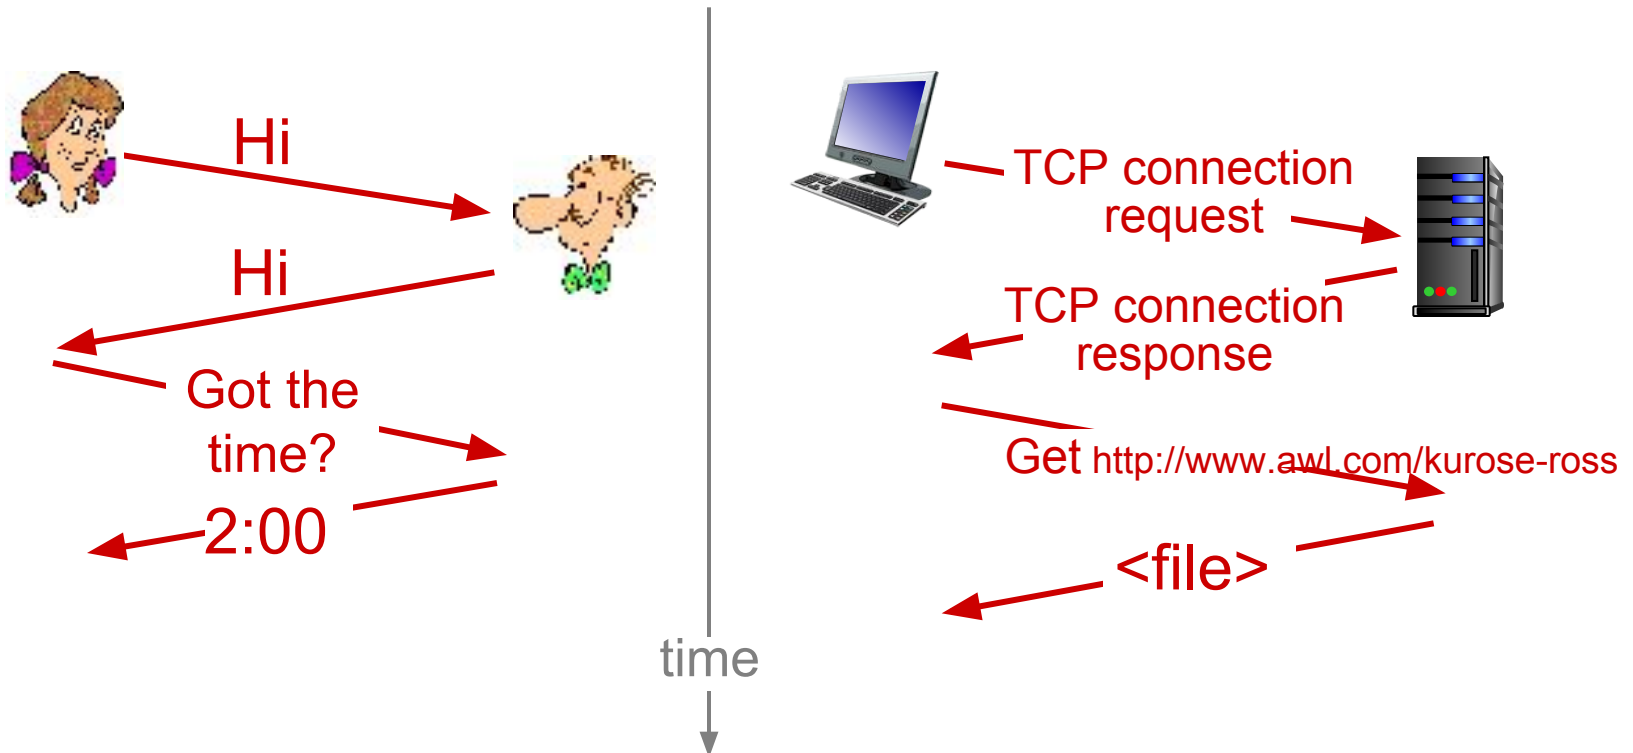 Hi
Hi
Got the
time?
2:00
time
TCP connection
request
TCP connection
response
Get http://www.awl.com/kurose-ross
<file>